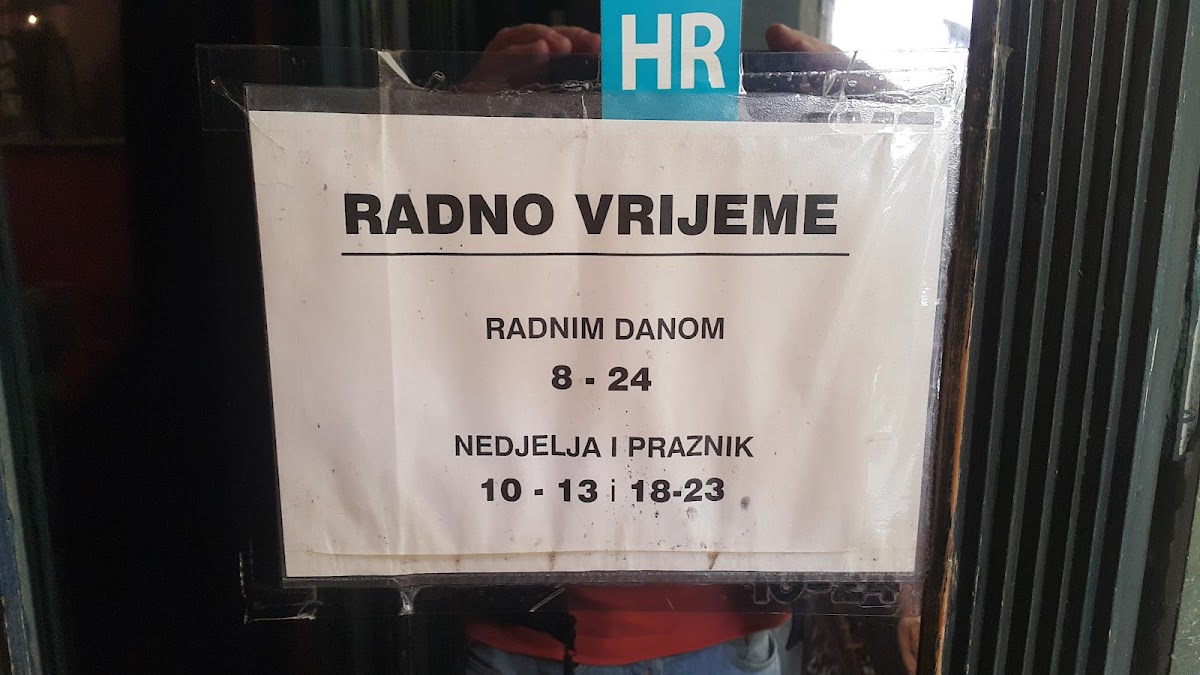 HR
RADNO VRIJEME
RADNIM DANOM
8 - 24
NEDJELJA I PRAZNIK
10 - 13 i 18-23